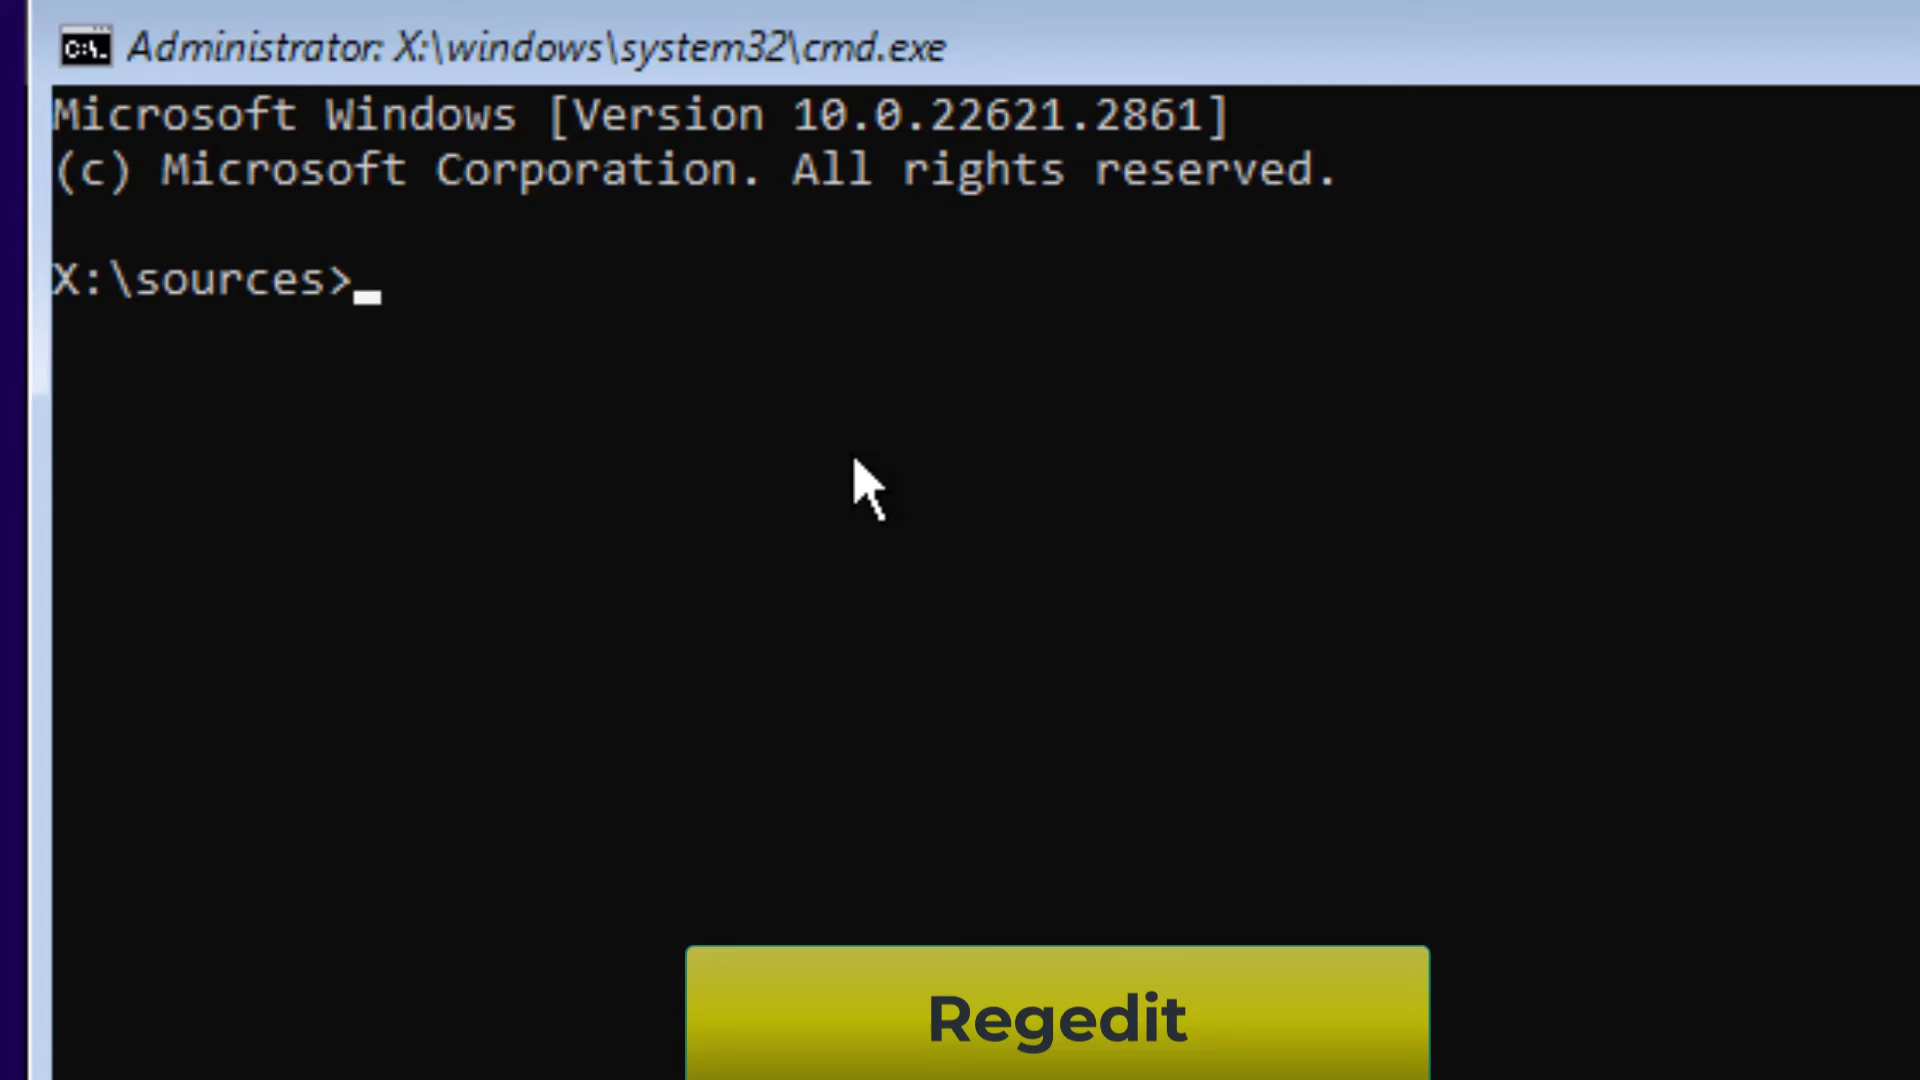 C:\.
Administrator: X:\windows\system32\cmd.exe
Microsoft Windows [Version 10.0.22621.2861]
(c) Microsoft Corporation. All rights reserved.
X:\sources>
Regedit